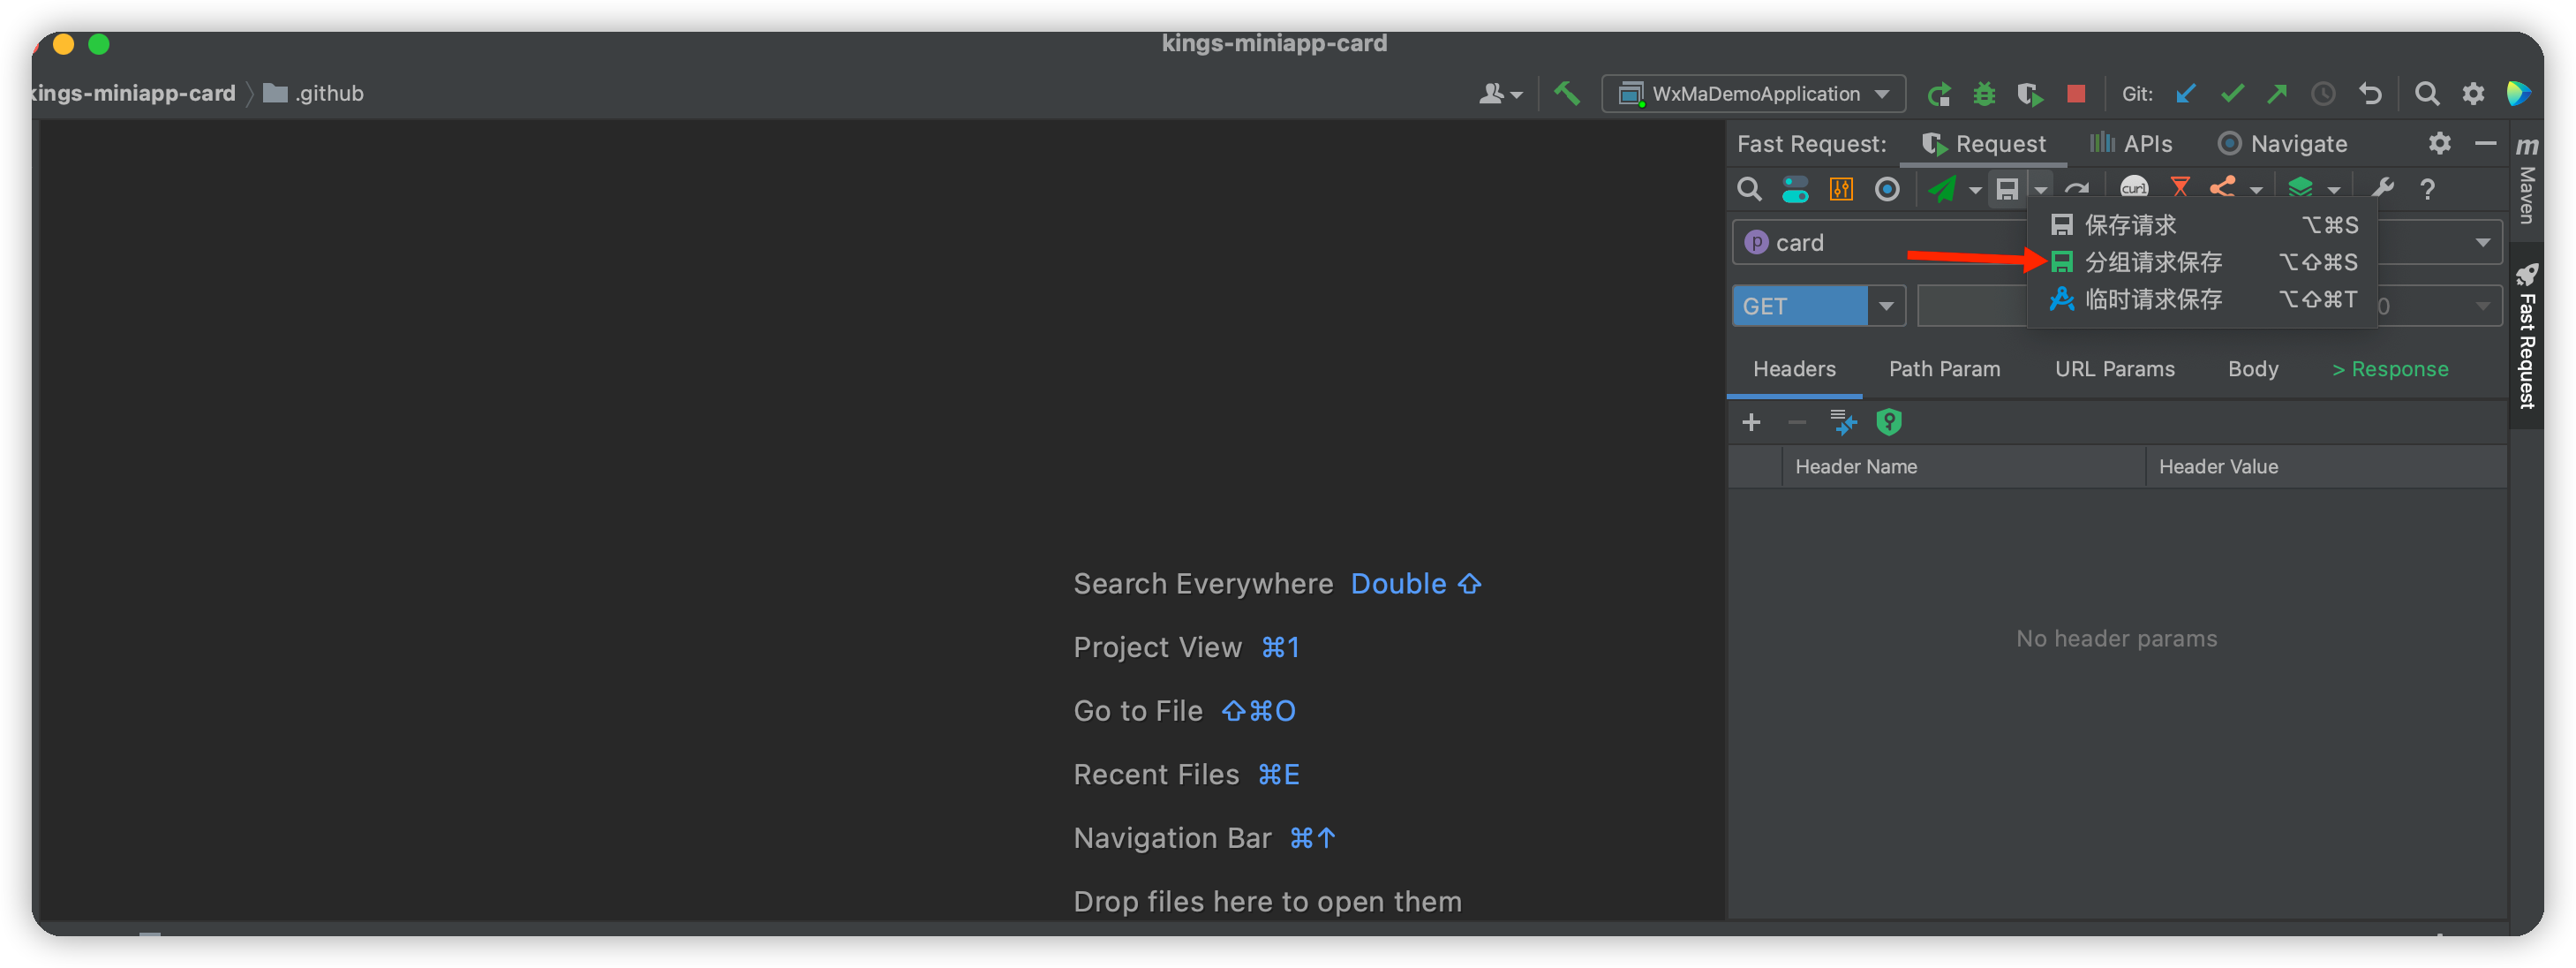 kings-miniapp-card
kings-miniapp-card .github
WxMaDemoApplication
Git:
Fast Request: Request APIs Navigate
m
Maven
curl
保存请求 ⌥⌘S
p card
分组请求保存 ⌥⇧⌘S
临时请求保存 ⌥⇧⌘T
GET 0
Fast Request
Headers Path Param URL Params Body > Response
Header Name Header Value
No header params
Search Everywhere Double ⇧
Project View ⌘1
Go to File ⇧⌘O
Recent Files ⌘E
Navigation Bar ⌘↑
Drop files here to open them